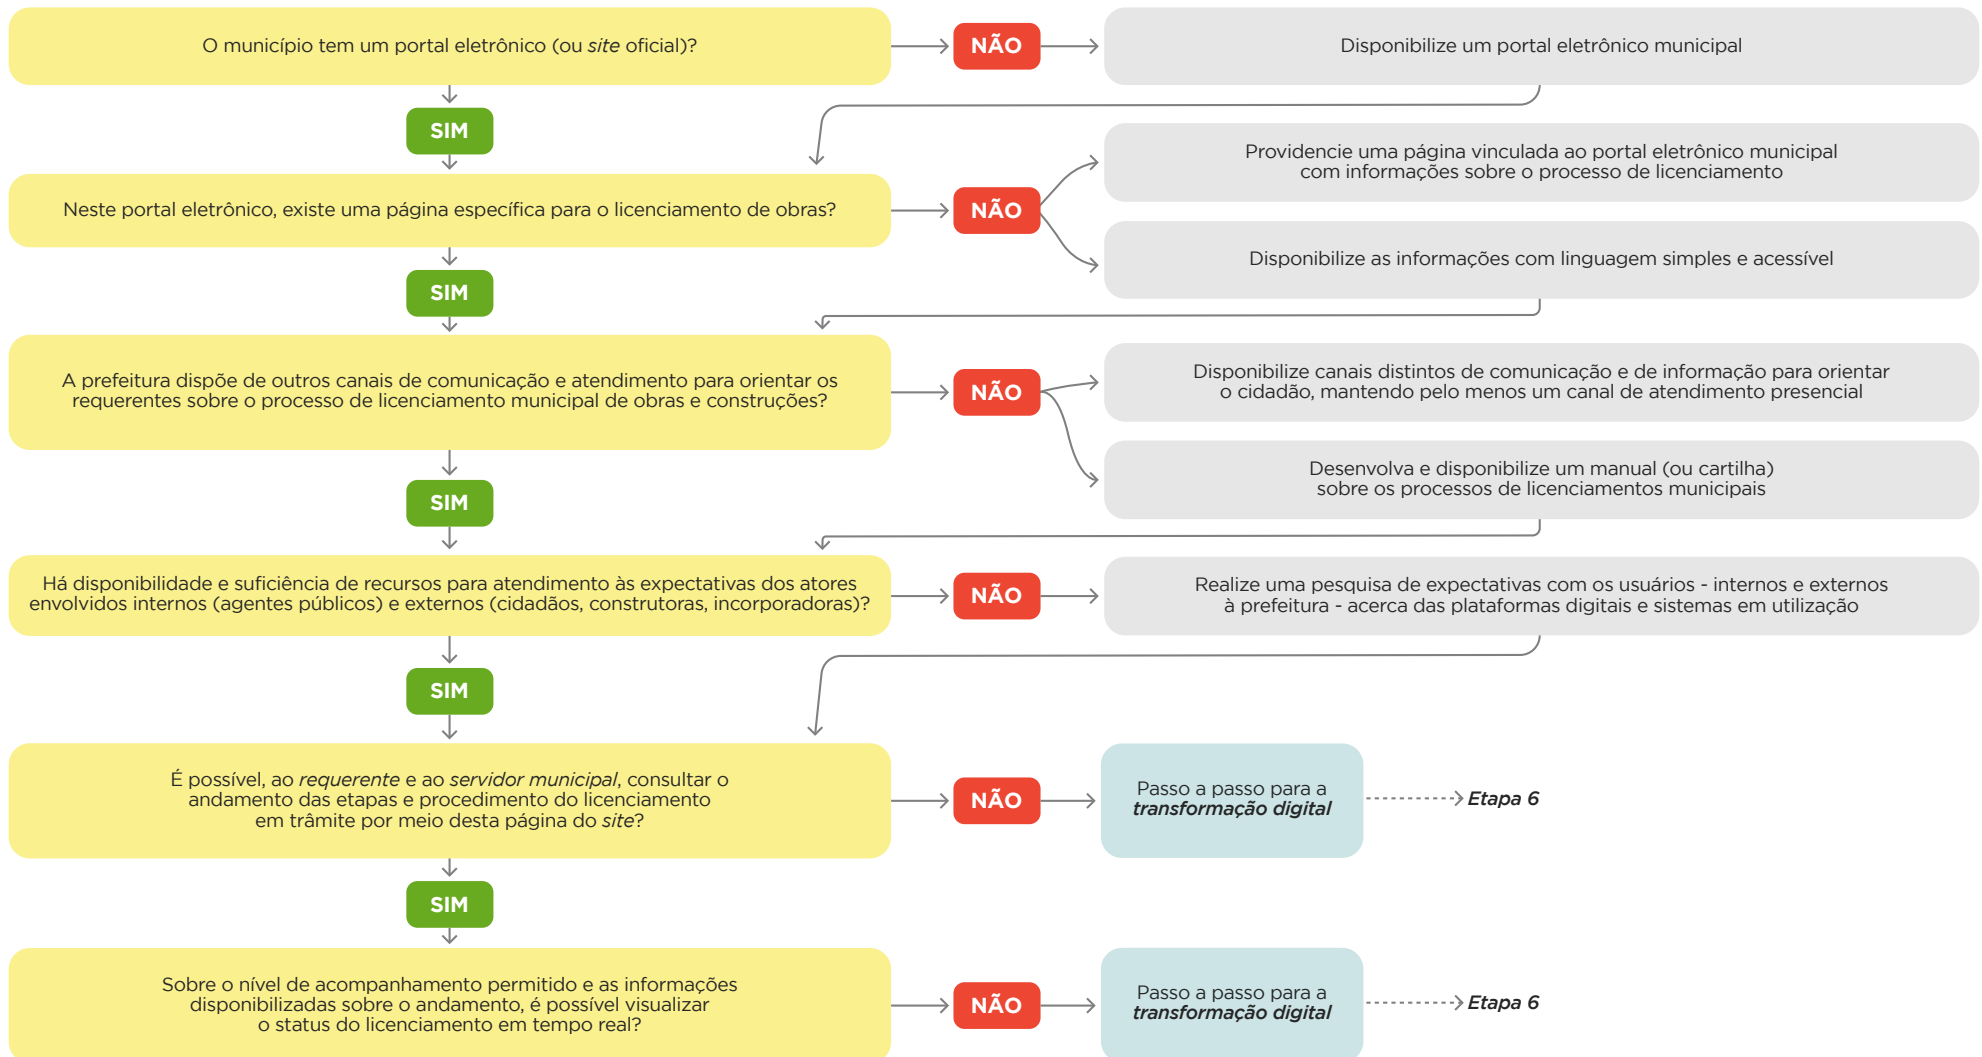 O município tem um portal eletrônico (ou site oficial)?
NÃO
Disponibilize um portal eletrônico municipal
SIM
Neste portal eletrônico, existe uma página específica para o licenciamento de obras?
NÃO
Providencie uma página vinculada ao portal eletrônico municipal
com informações sobre o processo de licenciamento
Disponibilize as informações com linguagem simples e acessível
SIM
A prefeitura dispõe de outros canais de comunicação e atendimento para orientar os
requerentes sobre o processo de licenciamento municipal de obras e construções?
NÃO
Disponibilize canais distintos de comunicação e de informação para orientar
o cidadão, mantendo pelo menos um canal de atendimento presencial
Desenvolva e disponibilize um manual (ou cartilha)
sobre os processos de licenciamentos municipais
SIM
Há disponibilidade e suficiência de recursos para atendimento às expectativas dos atores
envolvidos internos (agentes públicos) e externos (cidadãos, construtoras, incorporadoras)?
NÃO
Realize uma pesquisa de expectativas com os usuários - internos e externos
à prefeitura - acerca das plataformas digitais e sistemas em utilização
SIM
É possível, ao requerente e ao servidor municipal, consultar o
andamento das etapas e procedimento do licenciamento
em trâmite por meio desta página do site?
NÃO
Passo a passo para a
transformação digital
Etapa 6
SIM
Sobre o nível de acompanhamento permitido e as informações
disponibilizadas sobre o andamento, é possível visualizar
o status do licenciamento em tempo real?
NÃO
Passo a passo para a
transformação digital
Etapa 6